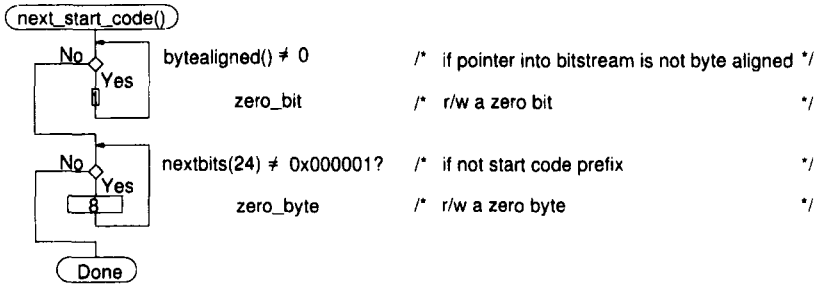 next_start_code()
No bytealigned() ≠ 0 /* if pointer into bitstream is not byte aligned */
Yes
1 zero_bit /* r/w a zero bit */
No nextbits(24) ≠ 0x000001? /* if not start code prefix */
Yes
8 zero_byte /* r/w a zero byte */
Done